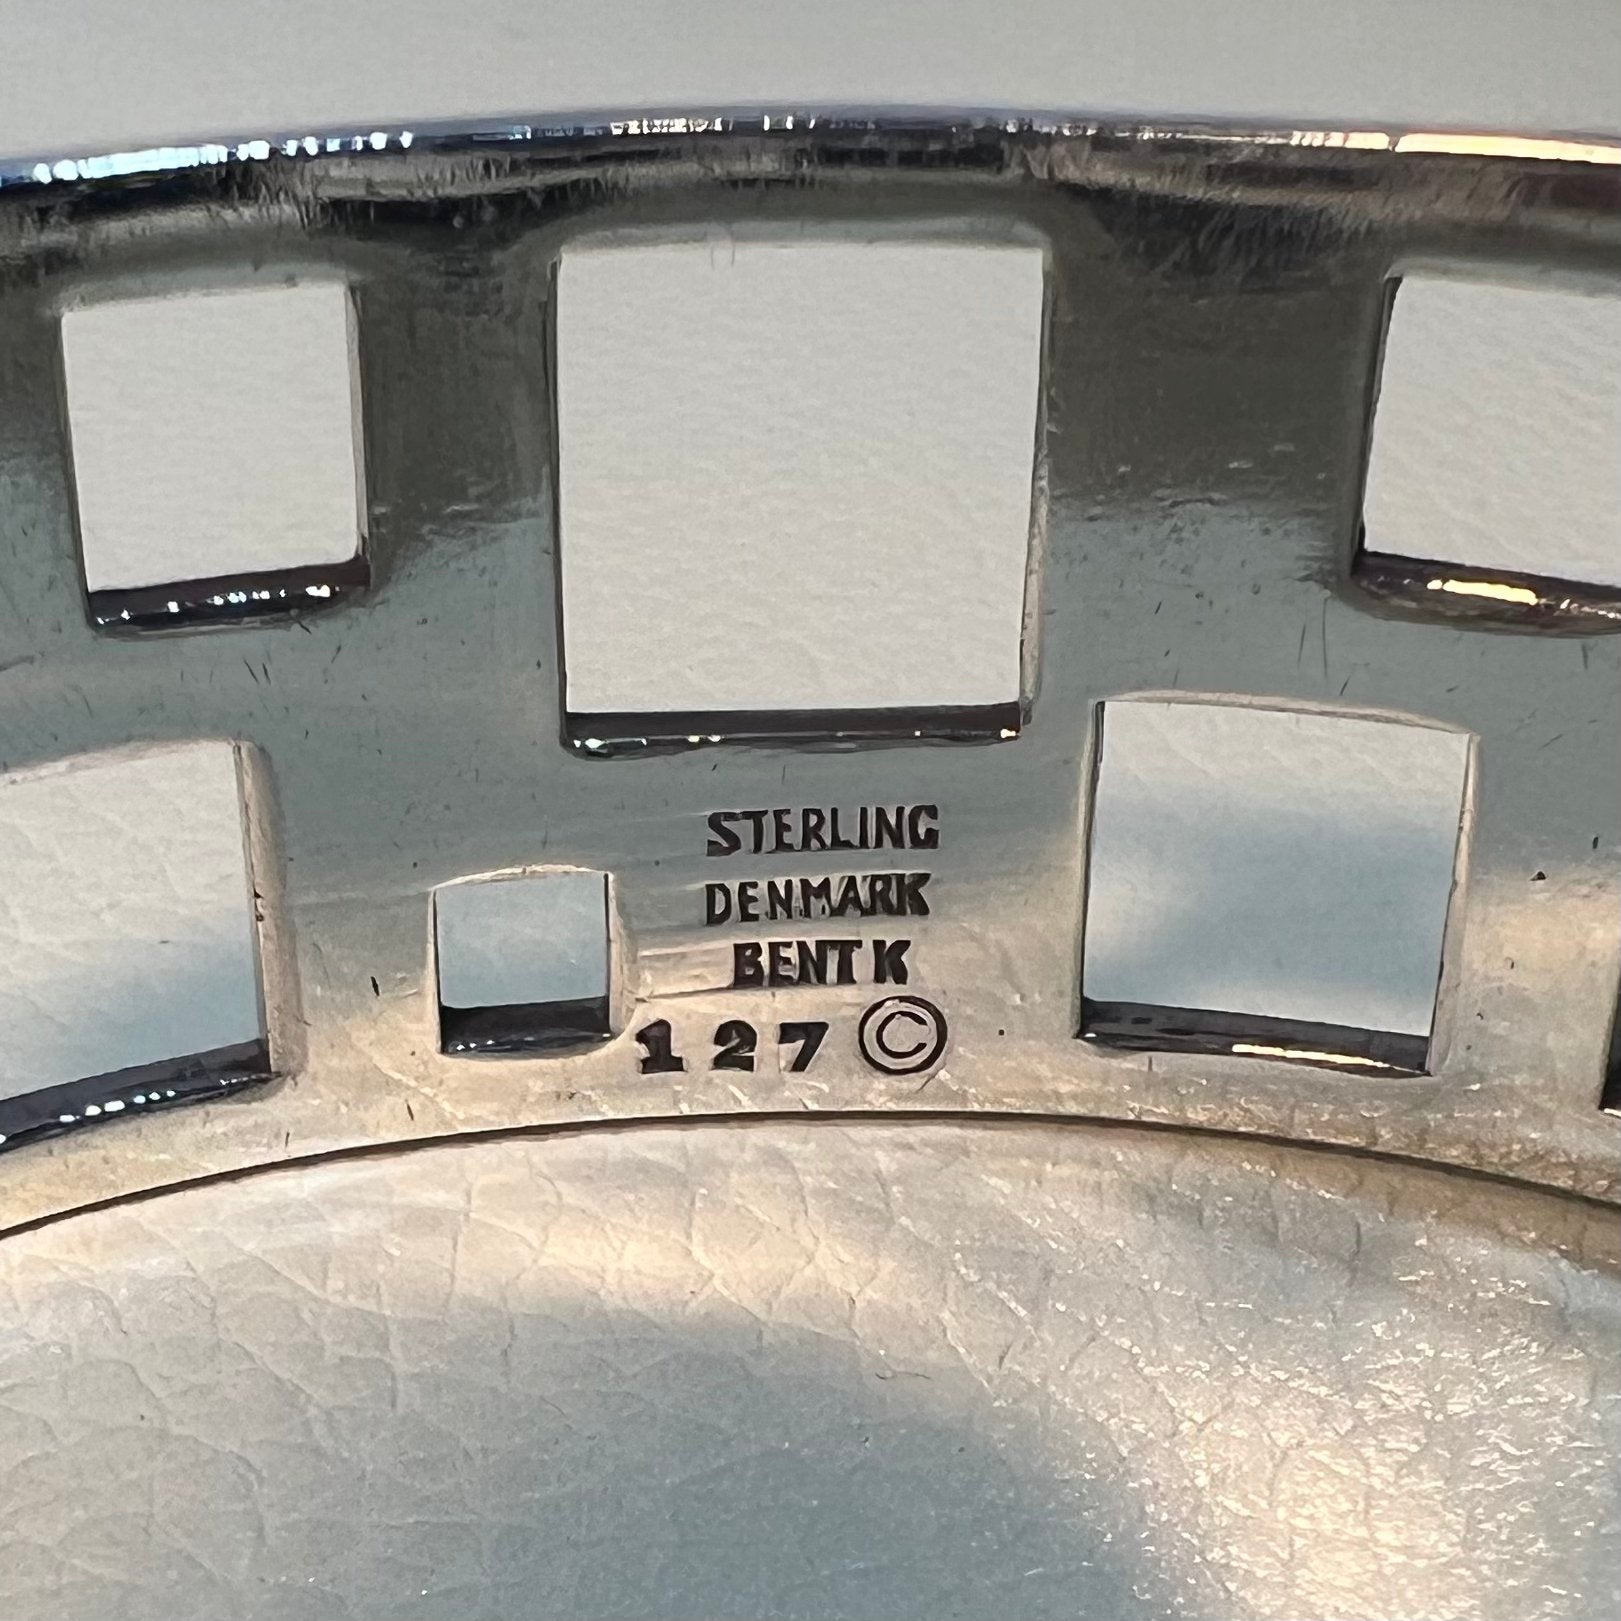 STERLING
DENMARK
BENT K
127 ©